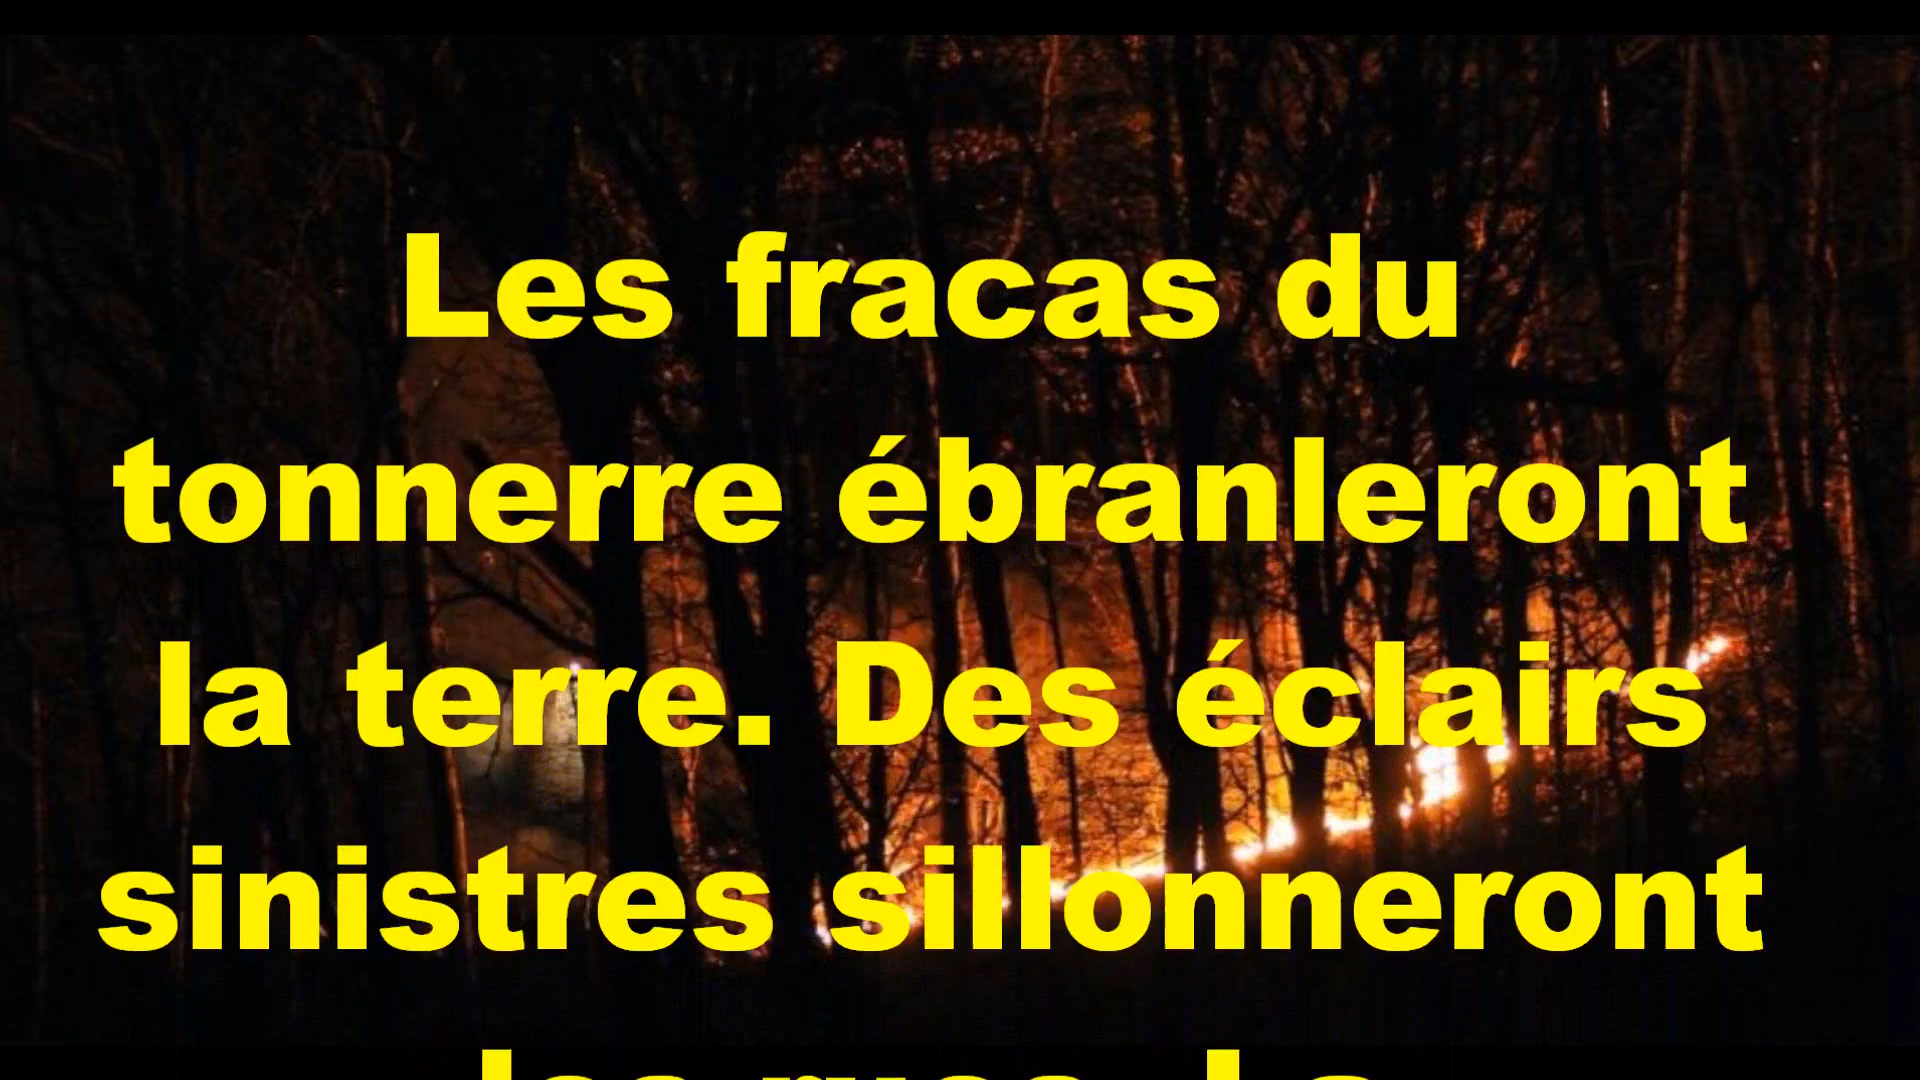 Les fracas du
tonnerre ébranleront
la terre. Des éclairs
sinistres sillonneront